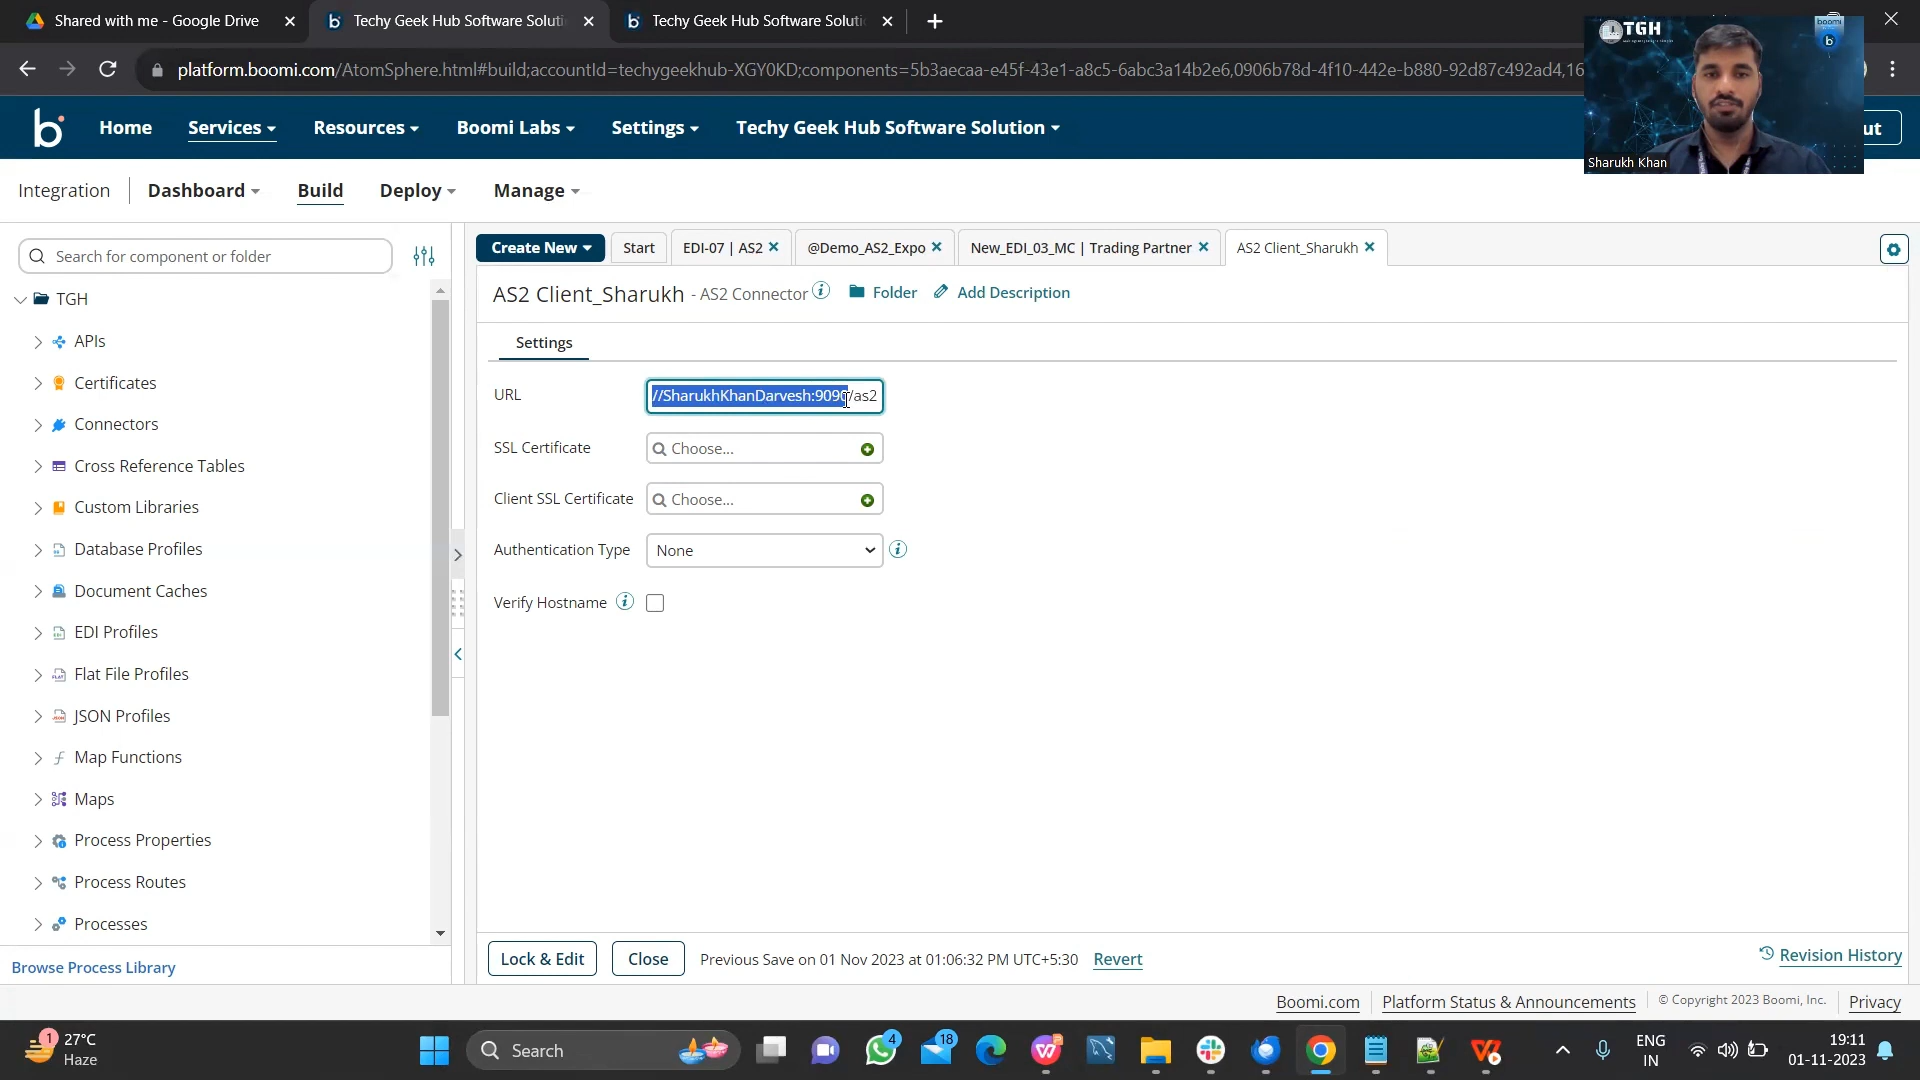 Shared with me - Google Drive
Techy Geek Hub Software Soluti
Techy Geek Hub Software Soluti
platform.boomi.com/AtomSphere.html#build;accountId=techygeekhub-XGY0KD;components=5b3aecaa-e45f-43e1-a8c5-6abc3a14b2e6,0906b78d-4f10-442e-b880-92d87c492ad4,16
TGH
boomi
b
Sharukh Khan
b Home Services Resources Boomi Labs Settings Techy Geek Hub Software Solution
ut
Integration Dashboard Build Deploy Manage
Search for component or folder
Create New Start EDI-07 | AS2 @Demo_AS2_Expo New_EDI_03_MC | Trading Partner AS2 Client_Sharukh
AS2 Client_Sharukh - AS2 Connector Folder Add Description
Settings
URL //SharukhKhanDarvesh:9090/as2
SSL Certificate Choose...
Client SSL Certificate Choose...
Authentication Type None
Verify Hostname
TGH
APIs
Certificates
Connectors
Cross Reference Tables
Custom Libraries
Database Profiles
Document Caches
EDI Profiles
Flat File Profiles
JSON Profiles
Map Functions
Maps
Process Properties
Process Routes
Processes
Browse Process Library
Lock & Edit Close Previous Save on 01 Nov 2023 at 01:06:32 PM UTC+5:30 Revert
Revision History
Boomi.com Platform Status & Announcements © Copyright 2023 Boomi, Inc. Privacy
1
27°C
Haze
Search
4
18
ENG
IN
19:11
01-11-2023